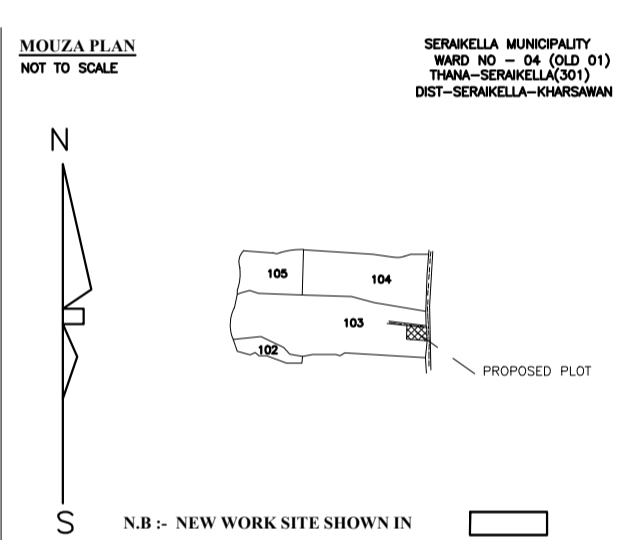 MOUZA PLAN
NOT TO SCALE
SERAIKELLA MUNICIPALITY
WARD NO – 04 (OLD 01)
THANA–SERAIKELLA(301)
DIST–SERAIKELLA–KHARSAWAN
N
105
104
103
102
PROPOSED PLOT
S
N.B :- NEW WORK SITE SHOWN IN